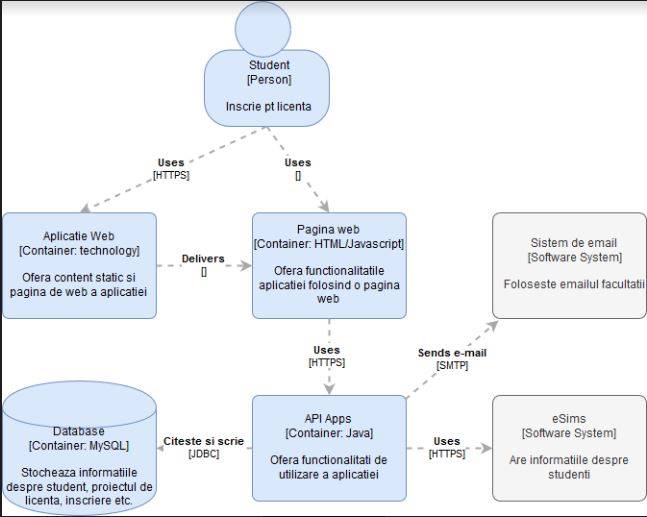 Student
[Person]
Inscrie pt licenta
Uses
[HTTPS]
Uses
[]
Aplicatie Web
[Container: technology]
Ofera content static si
pagina de web a aplicatiei
Delivers
[]
Pagina web
[Container: HTML/Javascript]
Ofera functionalitatile
aplicatiei folosind o pagina
web
Sistem de email
[Software System]
Foloseste emailul facultatii
Uses
[HTTPS]
Sends e-mail
[SMTP]
Database
[Container: MySQL]
Stocheaza informatiile
despre student, proiectul de
licenta, inscriere etc.
Citeste si scrie
[JDBC]
API Apps
[Container: Java]
Ofera functionalitati de
utilizare a aplicatiei
Uses
[HTTPS]
eSims
[Software System]
Are informatiile despre
studenti